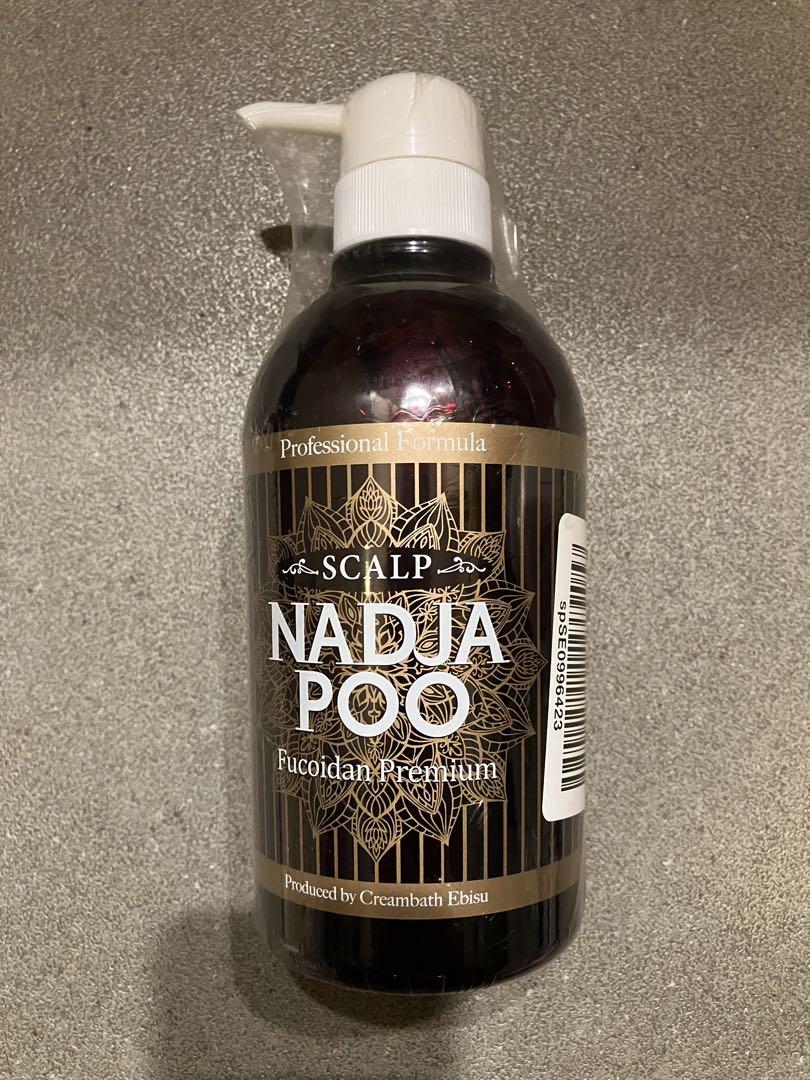 Professional Formula
SCALP
NADJA
POO
Fucoidan Premium
Produced by Creambath Ebisu
spSE0996423